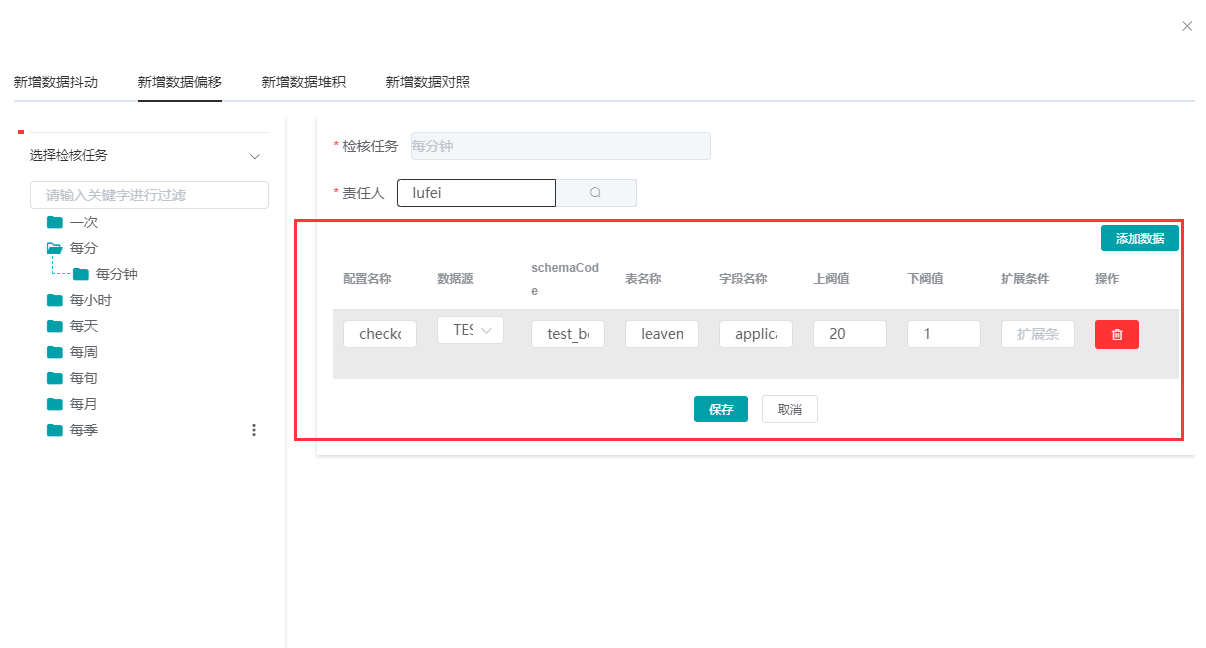 新增数据抖动 新增数据偏移 新增数据堆积 新增数据对照
选择检核任务
请输入关键字进行过滤
一次
每分
每分钟
每小时
每天
每周
每旬
每月
每季
* 检核任务 每分钟
* 责任人 lufei
添加数据
配置名称 数据源 schemaCod
e 表名称 字段名称 上阈值 下阈值 扩展条件 操作
checkc TES test_b leaven applica 20 1 扩展条
保存 取消